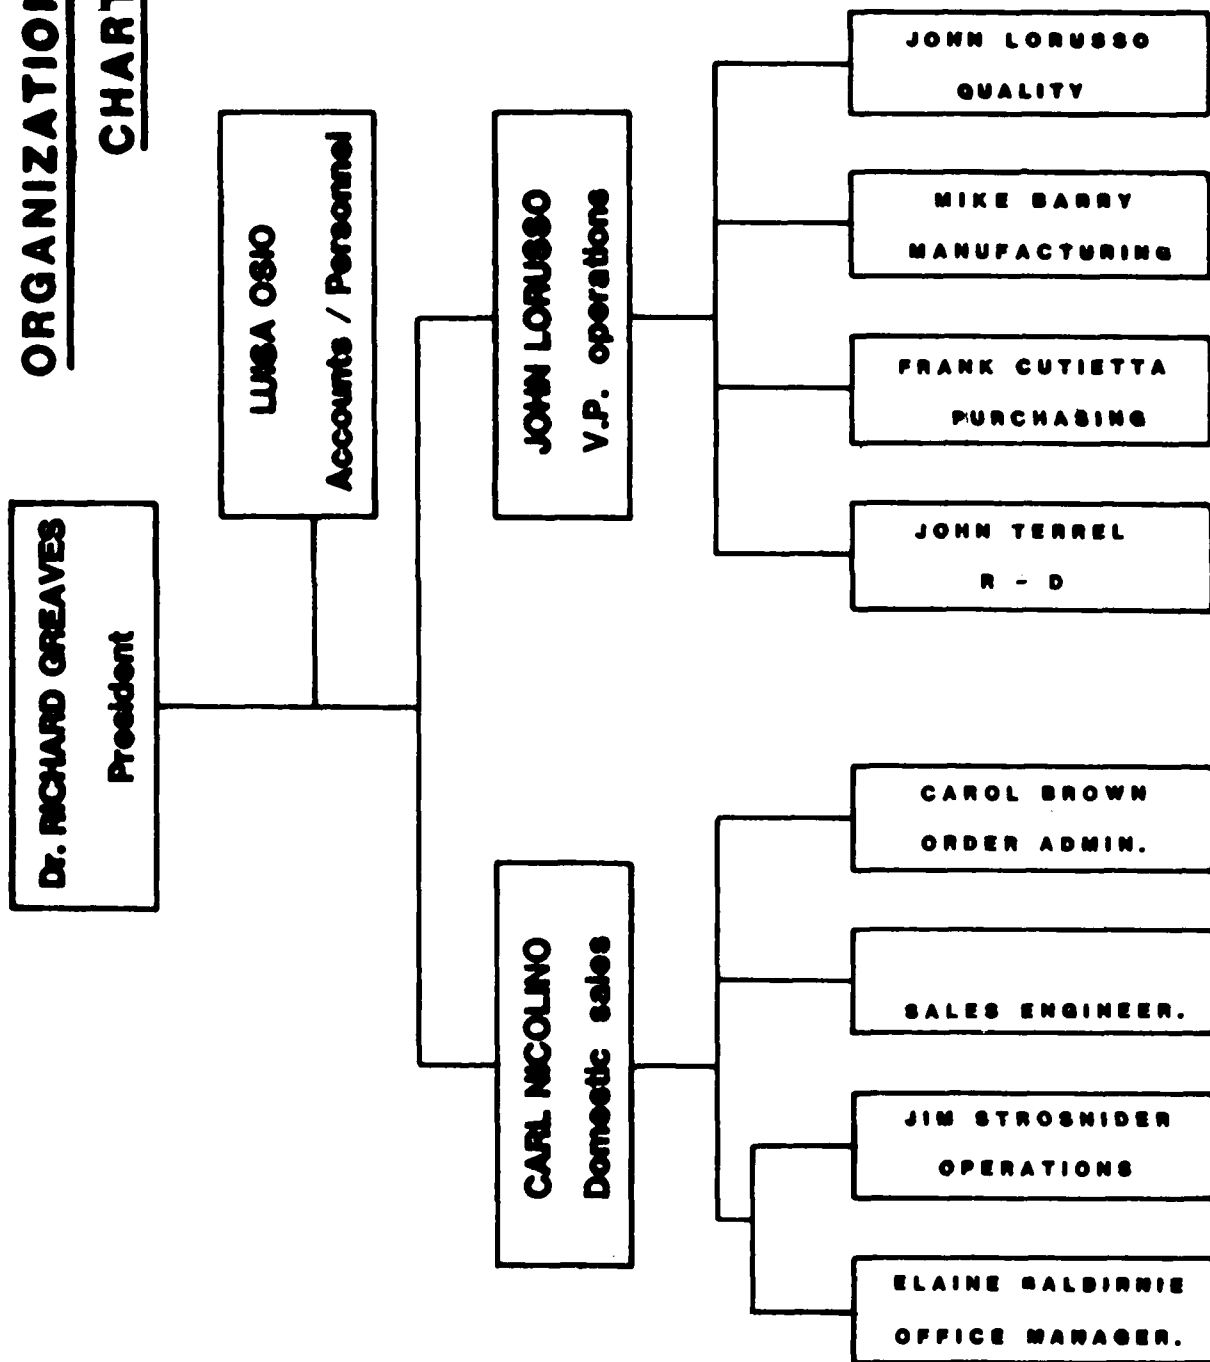 ORGANIZATION
CHART
Dr. RICHARD GREAVES
President
LUISA OSIO
Accounts / Personnel
JOHN LORUSSO
V.P. operations
CARL NICOLINO
Domestic sales
JOHN LORUSSO
QUALITY
MIKE BARRY
MANUFACTURING
FRANK CUTIETTA
PURCHASING
JOHN TERREL
R - D
CAROL BROWN
ORDER ADMIN.
SALES ENGINEER.
JIM STROSNIDER
OPERATIONS
ELAINE
OFFICE MANAGER.